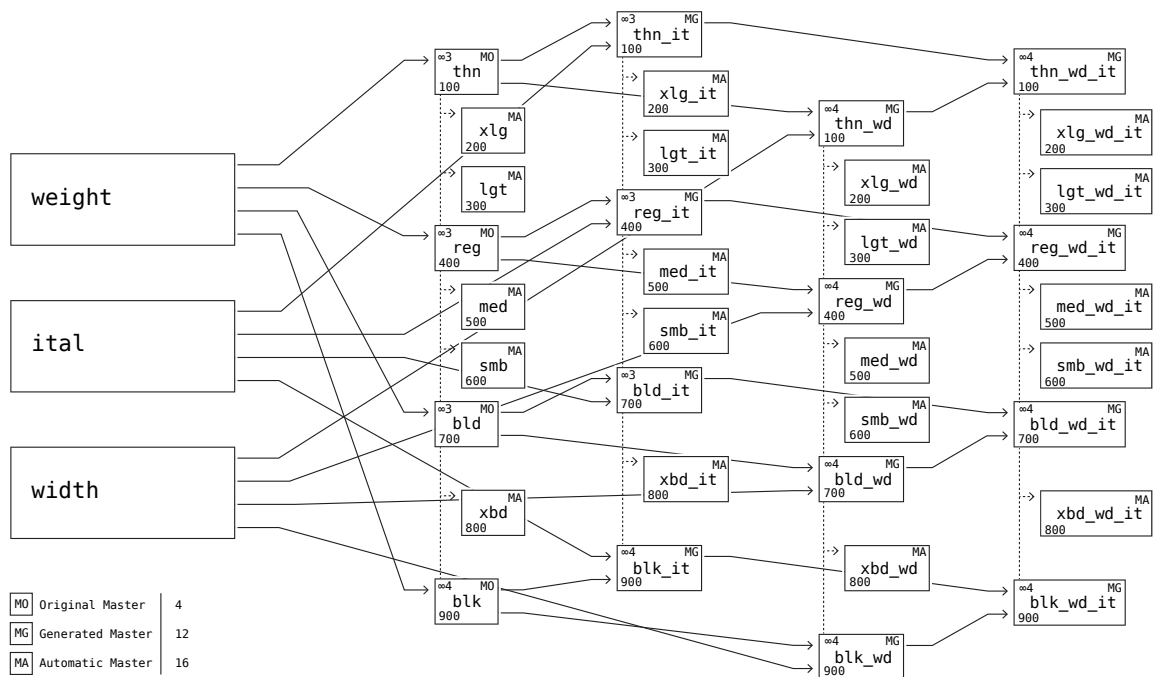 weight
ital
width
∞3 MO
thn
100
MA
xlg
200
MA
lgt
300
∞3 MO
reg
400
MA
med
500
MA
smb
600
∞3 MO
bld
700
MA
xbd
800
∞4 MO
blk
900
∞3 MG
thn_it
100
MA
xlg_it
200
MA
lgt_it
300
∞3 MG
reg_it
400
MA
med_it
500
MA
smb_it
600
∞3 MG
bld_it
700
MA
xbd_it
800
∞4 MG
blk_it
900
∞4 MG
thn_wd
100
MA
xlg_wd
200
MA
lgt_wd
300
∞4 MG
reg_wd
400
MA
med_wd
500
MA
smb_wd
600
∞4 MG
bld_wd
700
MA
xbd_wd
800
∞4 MG
blk_wd
900
∞4 MG
thn_wd_it
100
MA
xlg_wd_it
200
MA
lgt_wd_it
300
∞4 MG
reg_wd_it
400
MA
med_wd_it
500
MA
smb_wd_it
600
∞4 MG
bld_wd_it
700
MA
xbd_wd_it
800
∞4 MG
blk_wd_it
900
MO Original Master 4
MG Generated Master 12
MA Automatic Master 16